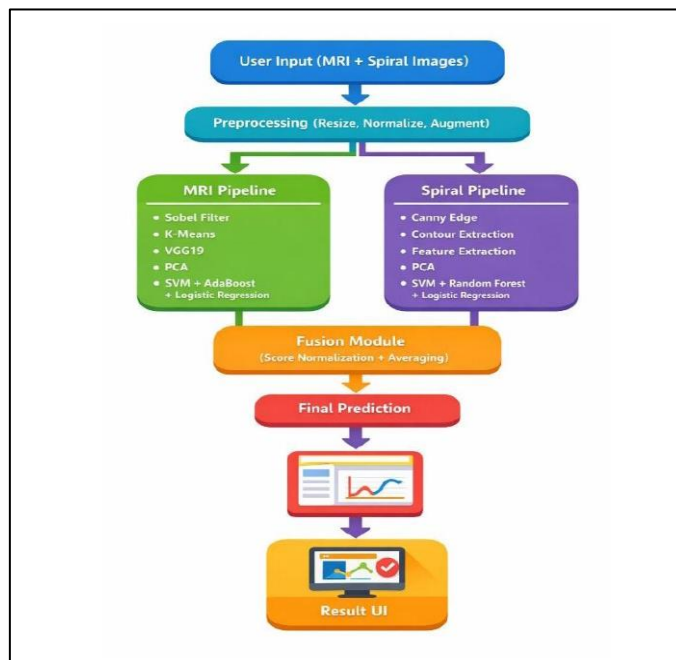 User Input (MRI + Spiral Images)
Preprocessing (Resize, Normalize, Augment)
MRI Pipeline
• Sobel Filter
• K-Means
• VGG19
• PCA
• SVM + AdaBoost
+ Logistic Regression
Spiral Pipeline
• Canny Edge
• Contour Extraction
• Feature Extraction
• PCA
• SVM + Random Forest
+ Logistic Regression
Fusion Module
(Score Normalization + Averaging)
Final Prediction
Result UI